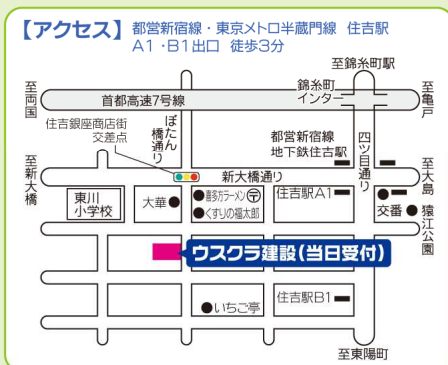 【アクセス】
都営新宿線・東京メトロ半蔵門線 住吉駅
A1・B1出口 徒歩3分
至錦糸町駅
錦糸町
インター
至両国
首都高速7号線
至亀戸
住吉銀座商店街
交差点
ぼたん
橋通り
都営新宿線
地下鉄住吉駅
四ツ目通り
至新大橋
新大橋通り
至大島
東川
小学校
大華
喜多方ラーメン
〒
くすりの福太郎
住吉駅A1
交番
猿江公園
ウスクラ建設(当日受付)
いちご亭
住吉駅B1
至東陽町